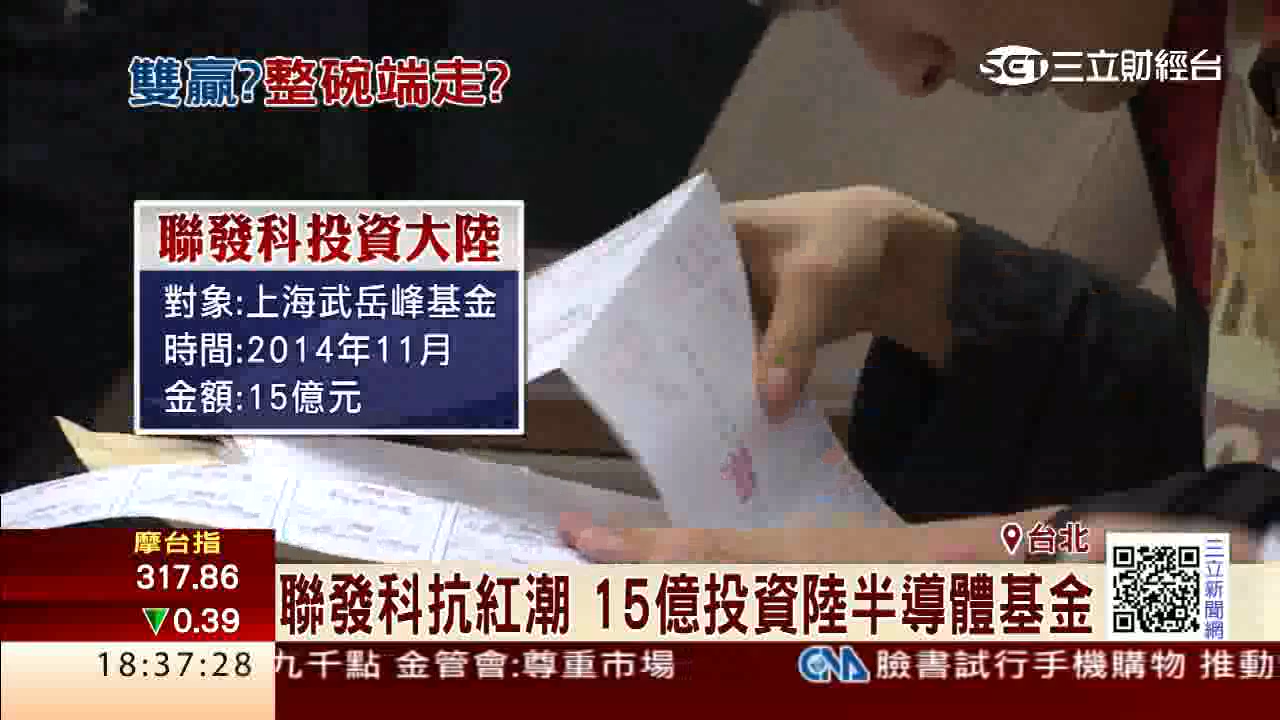 雙贏?整碗端走?
SET三立財經台
聯發科投資大陸
對象:上海武岳峰基金
時間:2014年11月
金額:15億元
台北
摩台指
317.86
▼0.39
聯發科抗紅潮 15億投資陸半導體基金
三立新聞網
18:37:28
九千點 金管會:尊重市場 CNA 臉書試行手機購物 推動